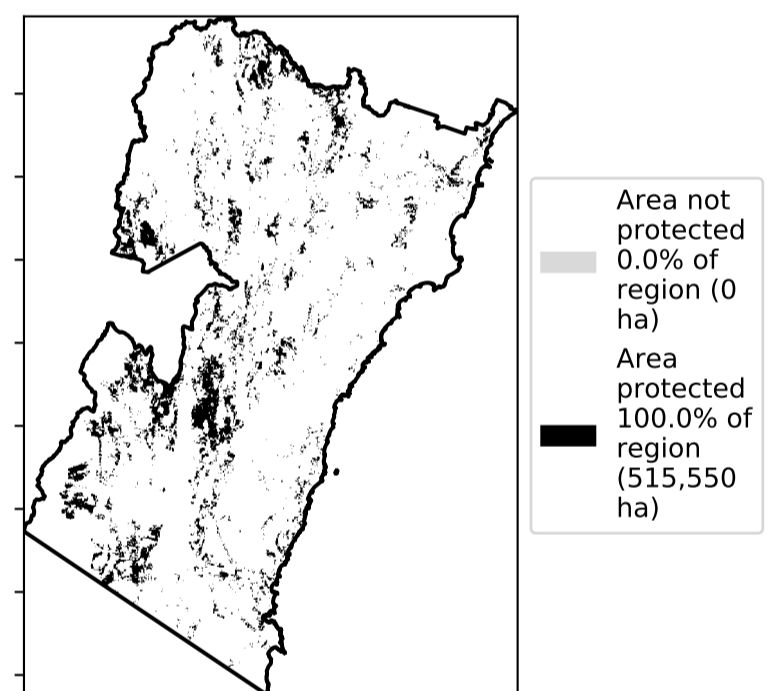 Area not
protected
0.0% of
region (0
ha)
Area
protected
100.0% of
region
(515,550
ha)